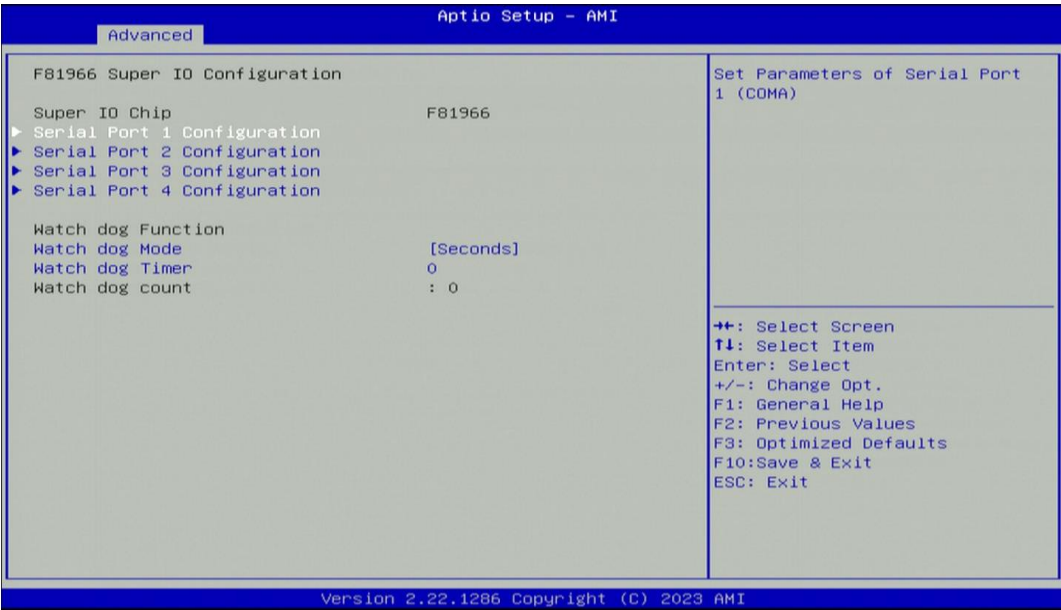 Aptio Setup – AMI
Advanced
F81966 Super IO Configuration
Super IO Chip F81966
▶ Serial Port 1 Configuration
▶ Serial Port 2 Configuration
▶ Serial Port 3 Configuration
▶ Serial Port 4 Configuration
Watch dog Function
Watch dog Mode [Seconds]
Watch dog Timer 0
Watch dog count : 0
Set Parameters of Serial Port
1 (COMA)
→←: Select Screen
↑↓: Select Item
Enter: Select
+/-: Change Opt.
F1: General Help
F2: Previous Values
F3: Optimized Defaults
F10:Save & Exit
ESC: Exit
Version 2.22.1286 Copyright (C) 2023 AMI